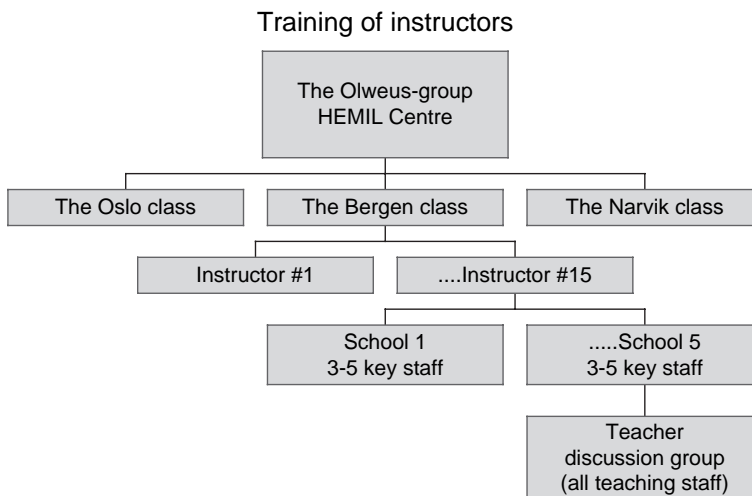 Training of instructors
The Olweus-group
HEMIL Centre
The Oslo class
The Bergen class
The Narvik class
Instructor #1
....Instructor #15
School 1
3-5 key staff
.....School 5
3-5 key staff
Teacher
discussion group
(all teaching staff)